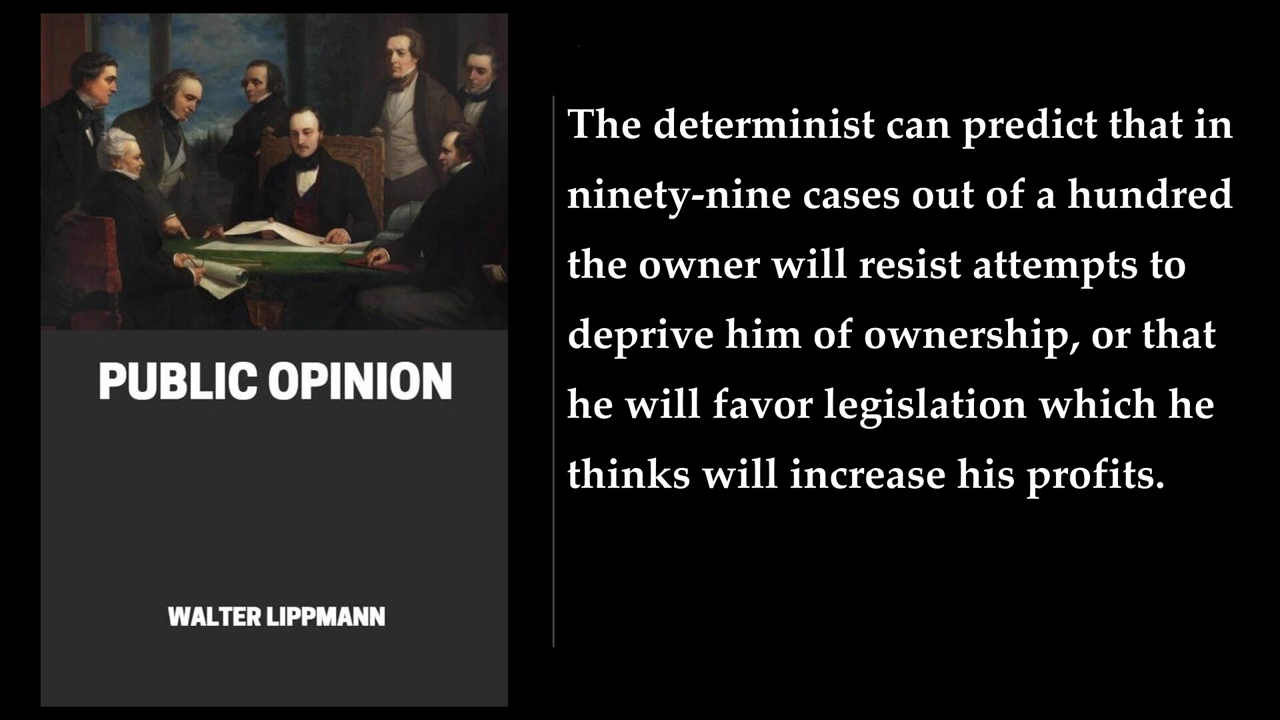 PUBLIC OPINION
WALTER LIPPMANN
The determinist can predict that in
ninety-nine cases out of a hundred
the owner will resist attempts to
deprive him of ownership, or that
he will favor legislation which he
thinks will increase his profits.